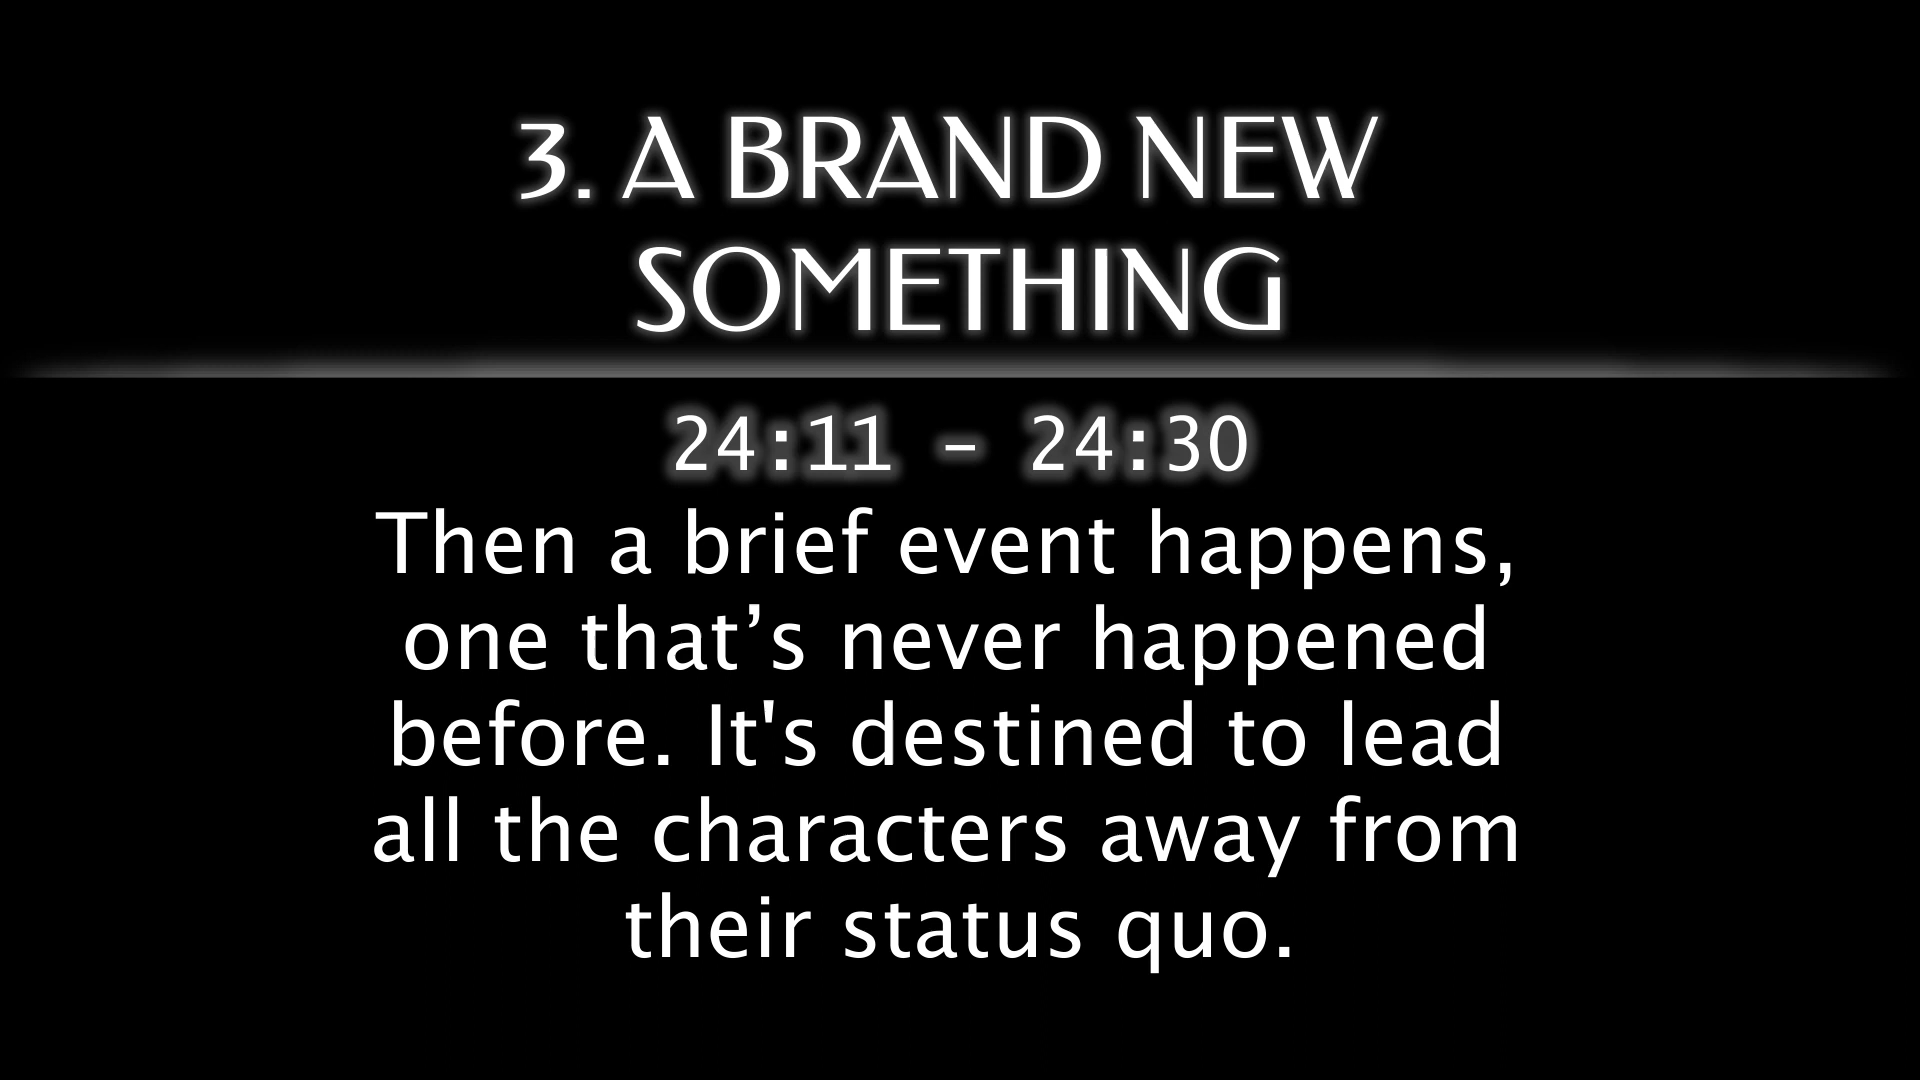 3. A BRAND NEW
SOMETHING
24:11 - 24:30
Then a brief event happens,
one that’s never happened
before. It's destined to lead
all the characters away from
their status quo.